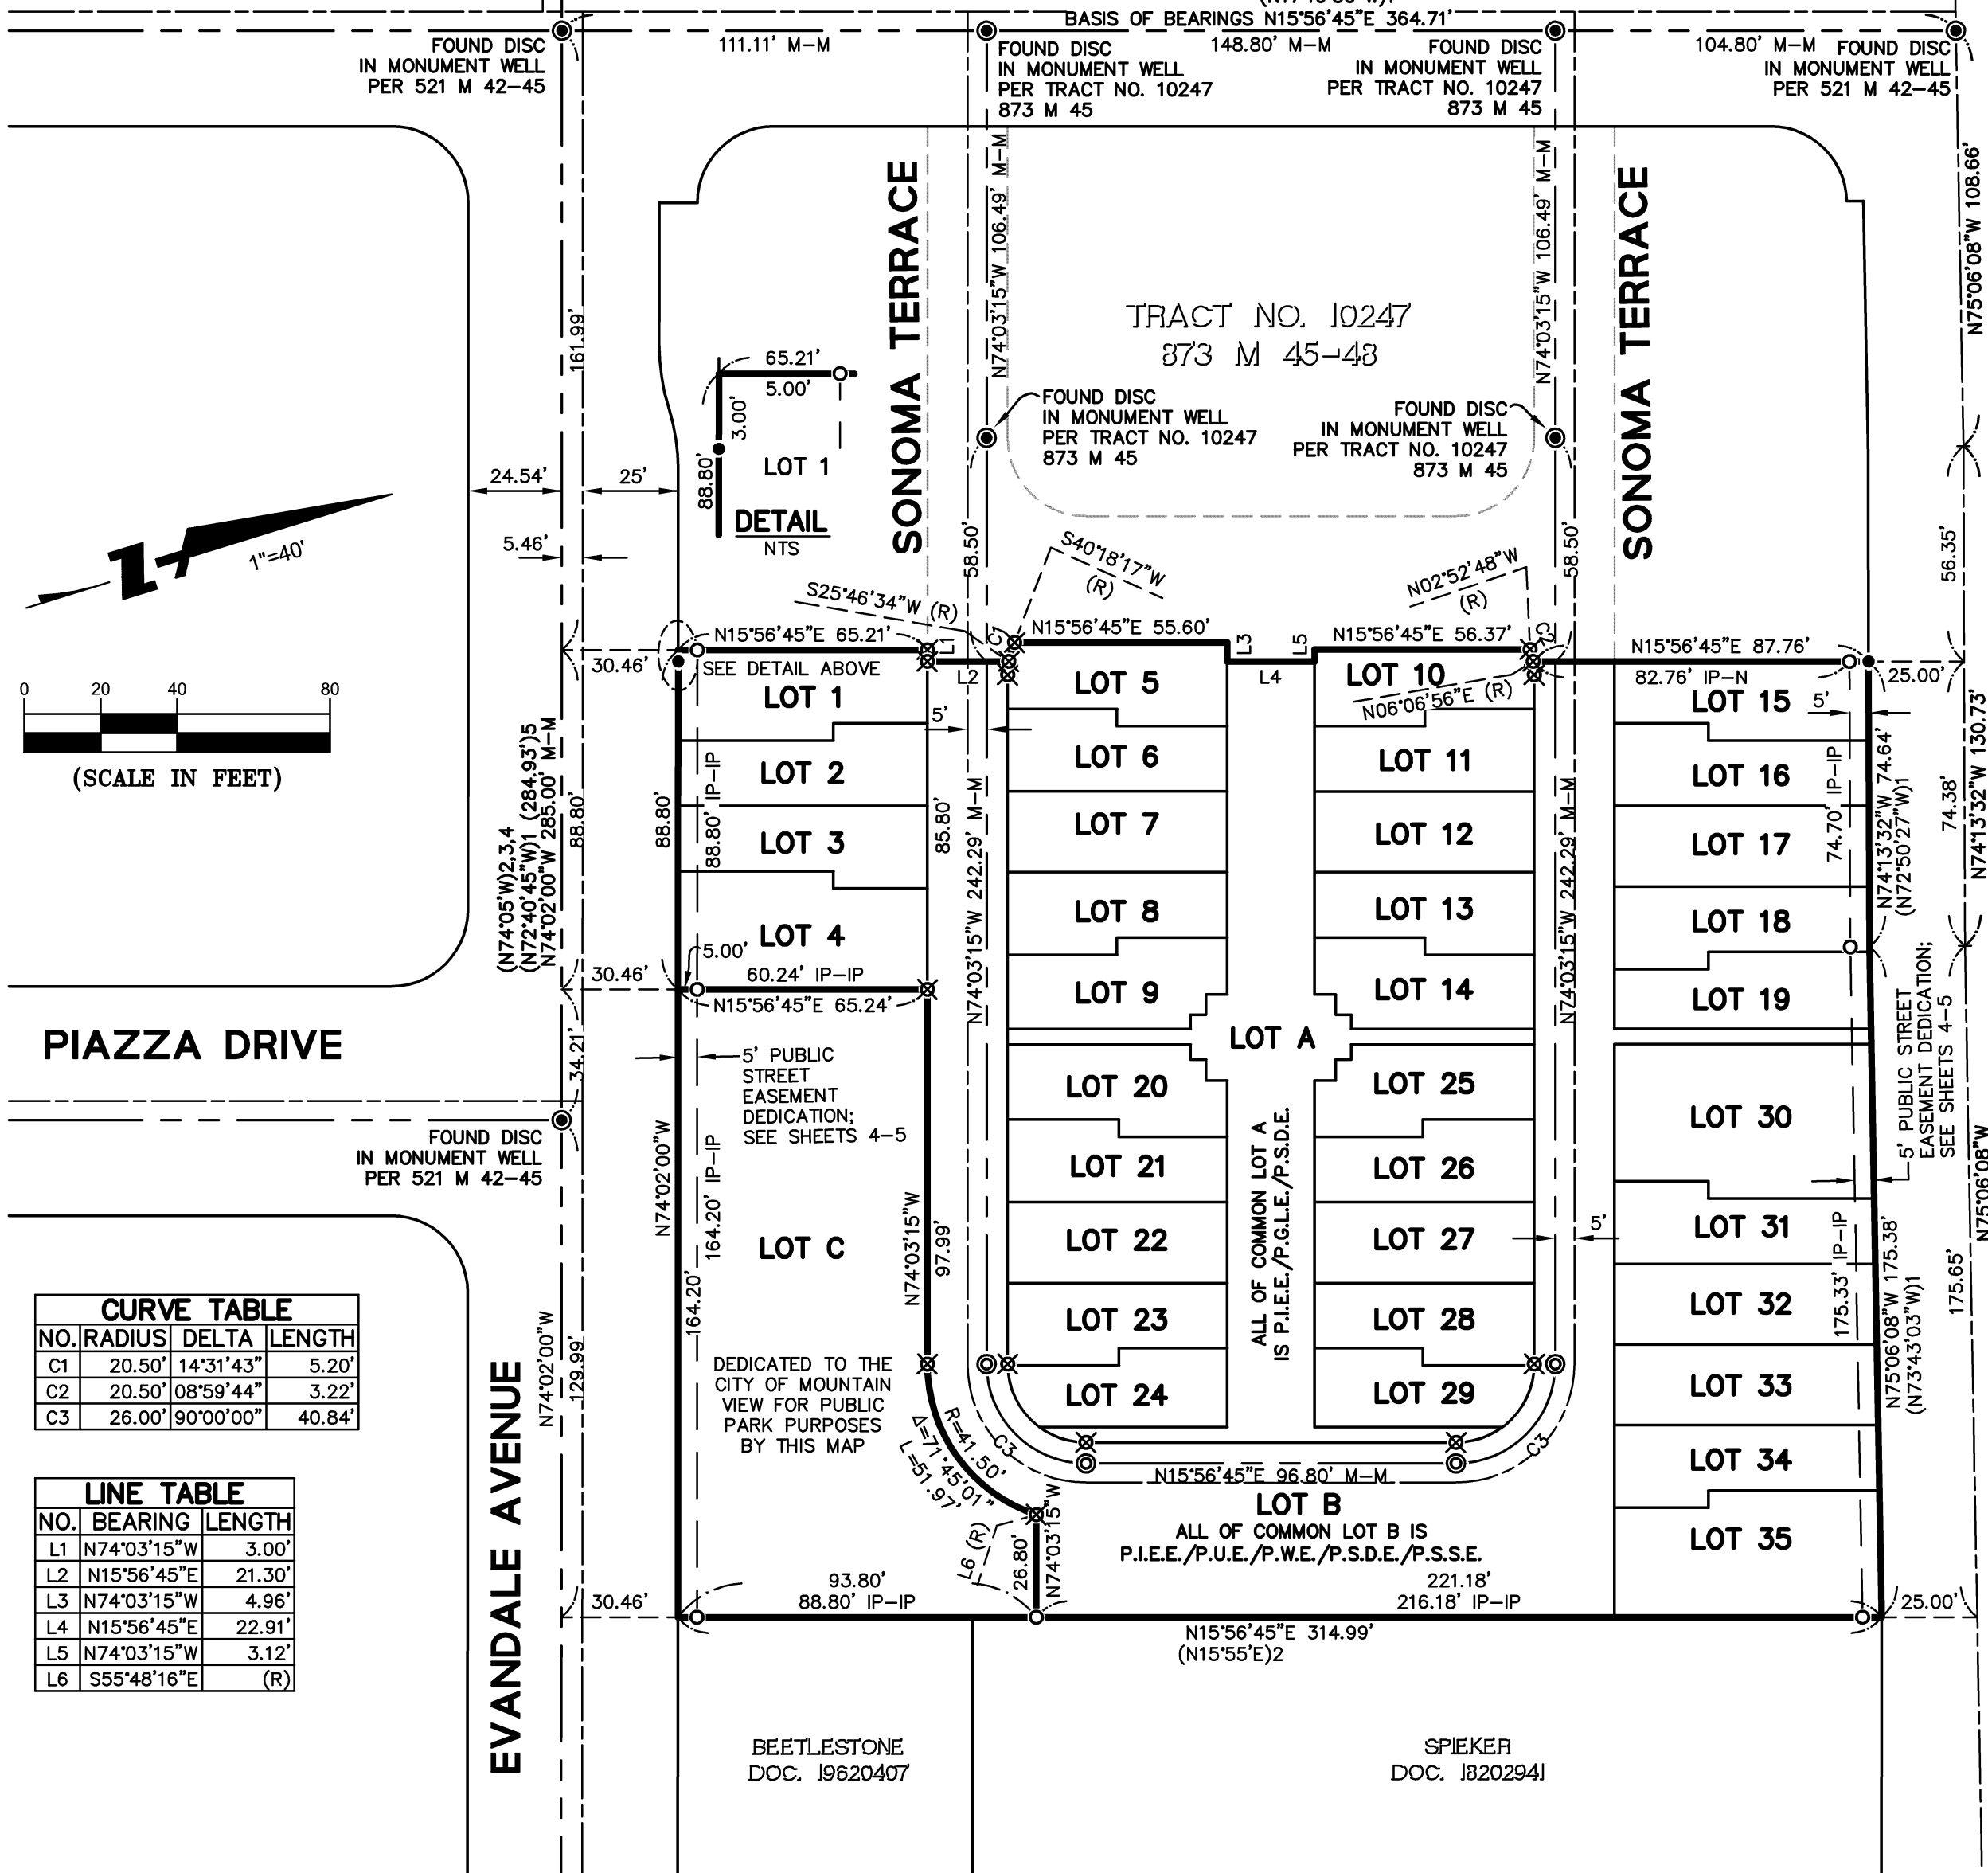 BASIS OF BEARINGS N15°56'45"E 364.71'
111.11' M-M
148.80' M-M
104.80' M-M
FOUND DISC
IN MONUMENT WELL
PER 521 M 42-45
FOUND DISC
IN MONUMENT WELL
PER TRACT NO. 10247
873 M 45
FOUND DISC
IN MONUMENT WELL
PER TRACT NO. 10247
873 M 45
FOUND DISC
IN MONUMENT WELL
PER 521 M 42-45
SONOMA TERRACE
N74°03'15"W 106.49' M-M
N74°03'15"W 106.49' M-M
SONOMA TERRACE
N75°06'08"W 108.66'
161.99'
TRACT NO. 10247
873 M 45-48
65.21'
5.00'
3.00'
88.80'
LOT 1
DETAIL
NTS
FOUND DISC
IN MONUMENT WELL
PER TRACT NO. 10247
873 M 45
FOUND DISC
IN MONUMENT WELL
PER TRACT NO. 10247
873 M 45
24.54'
25'
5.46'
1"=40'
58.50'
58.50'
56.35'
S40°18'17"W
(R)
N02°52'48"W
(R)
S25°46'34"W (R)
N15°56'45"E 65.21'
L1
C1
N15°56'45"E 55.60'
L3
L5
N15°56'45"E 56.37'
C2
N15°56'45"E 87.76'
30.46'
SEE DETAIL ABOVE
L2
L4
82.76' IP-N
25.00'
N06°06'56"E (R)
0 20 40 80
(SCALE IN FEET)
LOT 1
LOT 2
LOT 3
LOT 4
LOT 5
LOT 6
LOT 7
LOT 8
LOT 9
LOT 10
LOT 11
LOT 12
LOT 13
LOT 14
LOT 15
LOT 16
LOT 17
LOT 18
LOT 19
5'
5'
(N74°05'W)2,3,4
(N72°40'45"W)1 (284.93')5
N74°02'00"W 285.00' M-M
88.80'
88.80'
88.80' IP-IP
85.80'
N74°03'15"W 242.29' M-M
N74°03'15"W 242.29' M-M
74.70' IP-IP
N74°13'32"W 74.64'
(N72°50'27"W)1
74.38'
N74°13'32"W 130.73'
30.46'
5.00'
60.24' IP-IP
N15°56'45"E 65.24'
PIAZZA DRIVE
34.21'
FOUND DISC
IN MONUMENT WELL
PER 521 M 42-45
5' PUBLIC
STREET
EASEMENT
DEDICATION;
SEE SHEETS 4-5
LOT A
ALL OF COMMON LOT A
IS P.I.E.E./P.G.L.E./P.S.D.E.
5' PUBLIC STREET
EASEMENT DEDICATION;
SEE SHEETS 4-5
N75°06'08"W
LOT 20
LOT 21
LOT 22
LOT 23
LOT 24
LOT 25
LOT 26
LOT 27
LOT 28
LOT 29
LOT 30
LOT 31
LOT 32
LOT 33
LOT 34
LOT 35
5'
N74°02'00"W
164.20' IP-IP
164.20'
LOT C
N74°03'15"W
97.99'
175.33' IP-IP
N75°06'08"W 175.38'
(N73°43'03"W)1
175.65'
DEDICATED TO THE
CITY OF MOUNTAIN
VIEW FOR PUBLIC
PARK PURPOSES
BY THIS MAP
R=41.50'
Δ=71°45'01"
L=51.97'
C3
C3
N15°56'45"E 96.80' M-M
LOT B
ALL OF COMMON LOT B IS
P.I.E.E./P.U.E./P.W.E./P.S.D.E./P.S.S.E.
L6 (R)
26.80'
N74°03'15"W
EVANDALE AVENUE
N74°02'00"W
129.99'
30.46'
93.80'
88.80' IP-IP
221.18'
216.18' IP-IP
25.00'
N15°56'45"E 314.99'
(N15°55'E)2
CURVE TABLE
NO. RADIUS DELTA LENGTH
C1 20.50' 14°31'43" 5.20'
C2 20.50' 08°59'44" 3.22'
C3 26.00' 90°00'00" 40.84'
LINE TABLE
NO. BEARING LENGTH
L1 N74°03'15"W 3.00'
L2 N15°56'45"E 21.30'
L3 N74°03'15"W 4.96'
L4 N15°56'45"E 22.91'
L5 N74°03'15"W 3.12'
L6 S55°48'16"E (R)
BEETLESTONE
DOC. 19620407
SPIEKER
DOC. 18202941